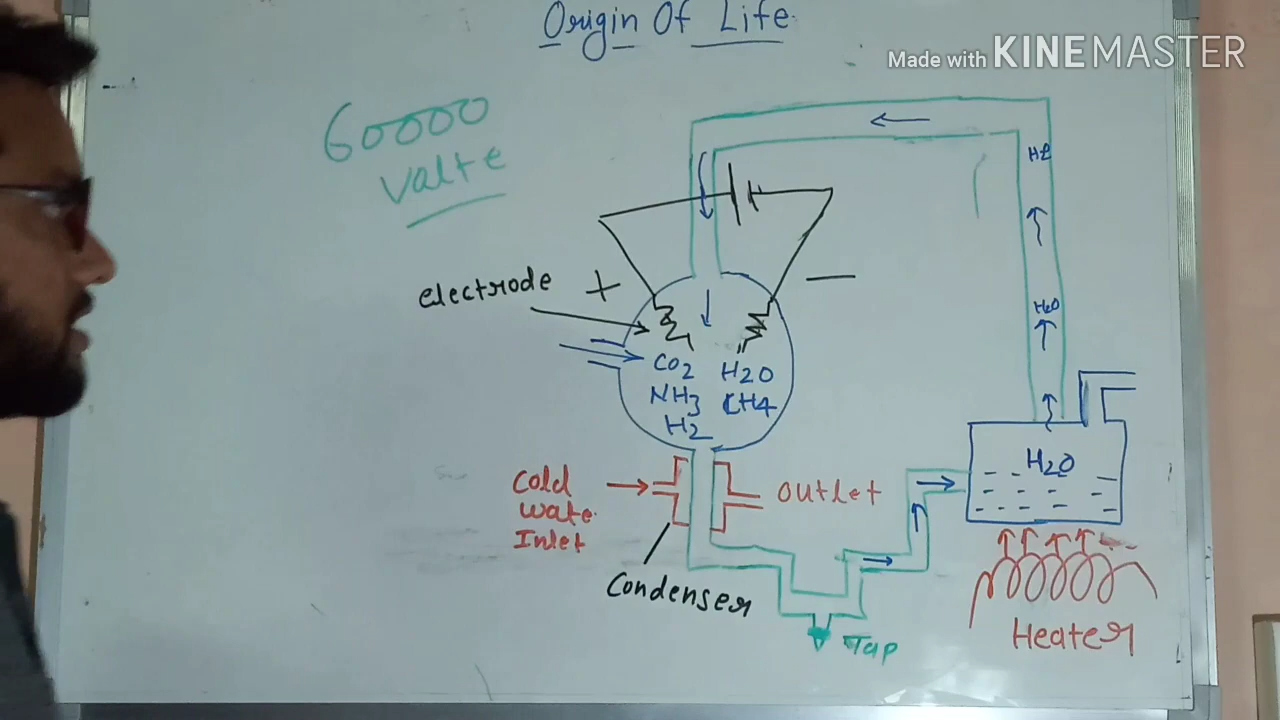 Origin Of Life
Made with KINEMASTER
60000
Valte
H2
electrode +
−
H2O
CO2 H2O
NH3 CH4
H2
H2O
Cold
wate
Inlet
outlet
Condenser
Heater
Tap